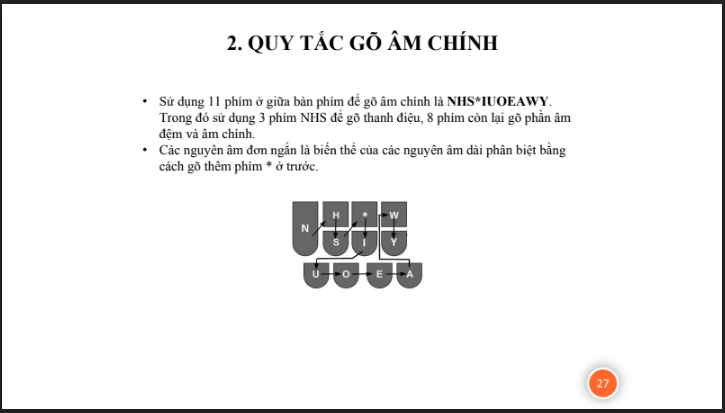 2. QUY TẮC GÕ ÂM CHÍNH
• Sử dụng 11 phím ở giữa bàn phím để gõ âm chính là NHS*IUOEAWY.
Trong đó sử dụng 3 phím NHS để gõ thanh điệu, 8 phím còn lại gõ phần âm
đệm và âm chính.
• Các nguyên âm đơn ngắn là biến thể của các nguyên âm dài phân biệt bằng
cách gõ thêm phím * ở trước.
H * W
N
S I Y
U O E A
27